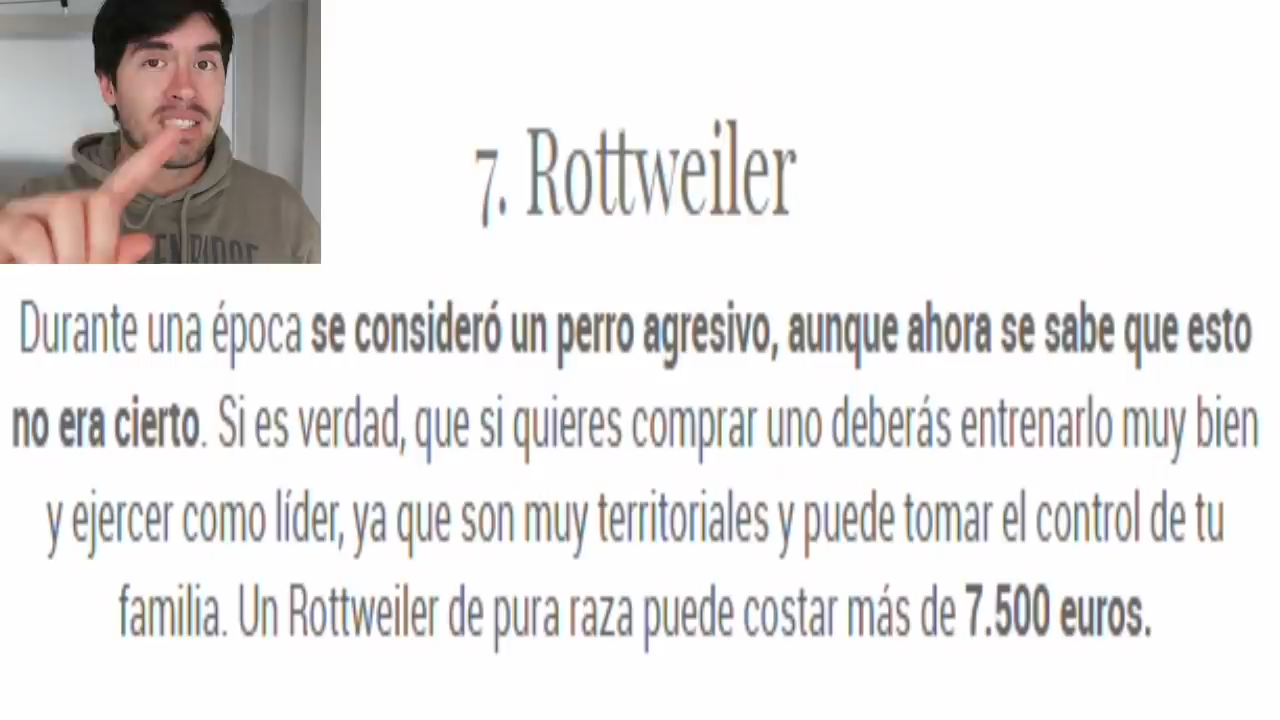 7. Rottweiler
Durante una época se consideró un perro agresivo, aunque ahora se sabe que esto
no era cierto. Si es verdad, que si quieres comprar uno deberás entrenarlo muy bien
y ejercer como líder, ya que son muy territoriales y puede tomar el control de tu
familia. Un Rottweiler de pura raza puede costar más de 7.500 euros.